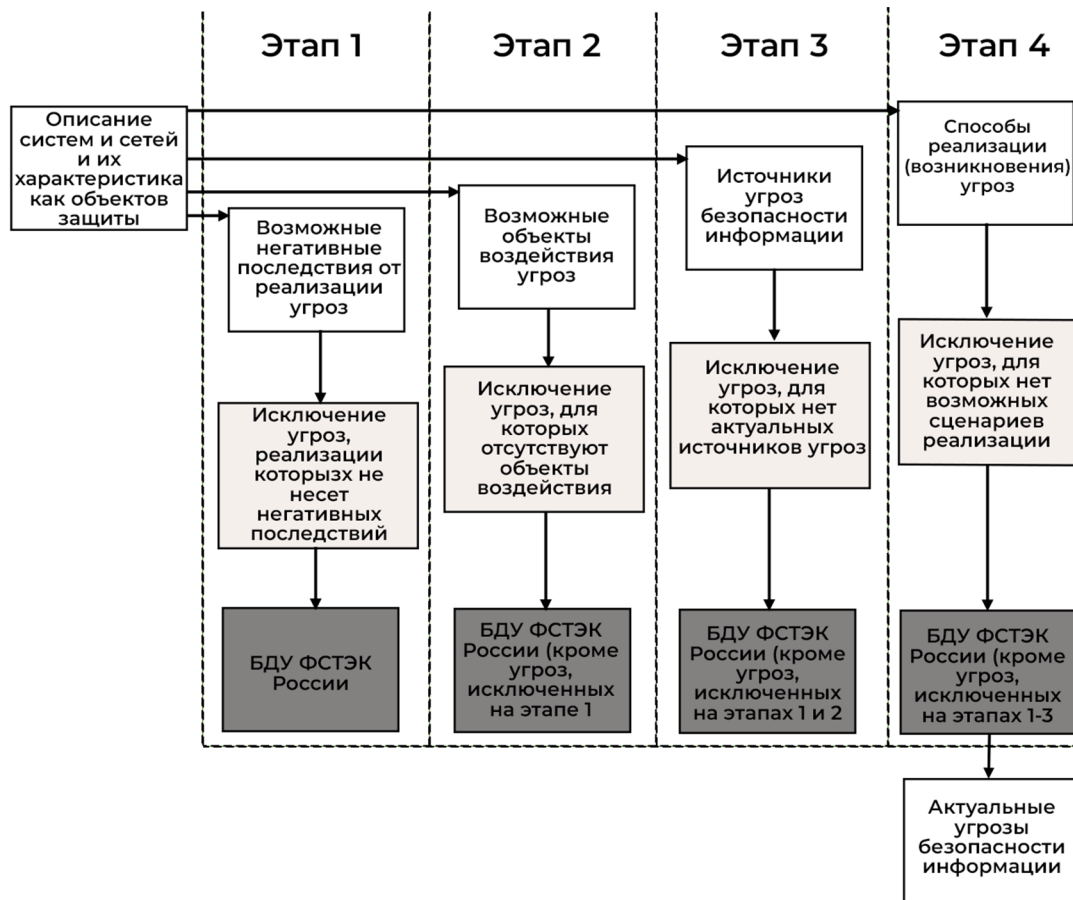 Этап 1
Этап 2
Этап 3
Этап 4
Описание
систем и сетей
и их
характеристика
как объектов
защиты
Возможные
негативные
последствия от
реализации
угроз
Исключение
угроз,
реализации
которызх не
несет
негативных
последствий
БДУ ФСТЭК
России
Возможные
объекты
воздействия
угроз
Исключение
угроз, для
которых
отсутствуют
объекты
воздействия
БДУ ФСТЭК
России (кроме
угроз,
исключенных
на этапе 1
Источники
угроз
безопасности
информации
Исключение
угроз, для
которых нет
актуальных
источников угроз
БДУ ФСТЭК
России (кроме
угроз,
исключенных
на этапах 1 и 2
Способы
реализации
(возникновения)
угроз
Исключение
угроз, для
которых нет
возможных
сценариев
реализации
БДУ ФСТЭК
России (кроме
угроз,
исключенных
на этапах 1-3
Актуальные
угрозы
безопасности
информации